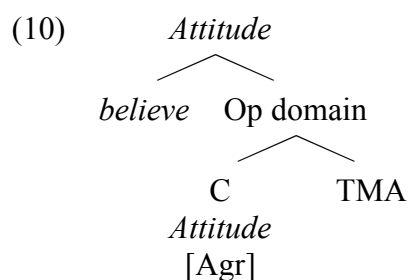 (10) Attitude
believe Op domain
C TMA
Attitude
[Agr]